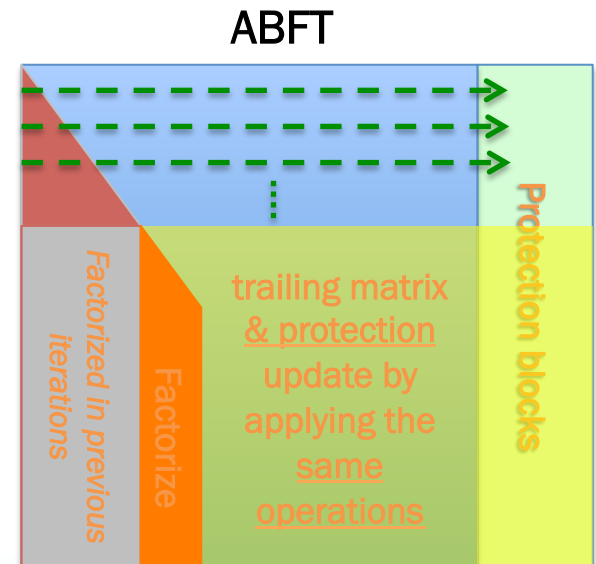 ABFT
Protection blocks
Factorized in previous
iterations
Factorize
trailing matrix
& protection
update by
applying the
same
operations